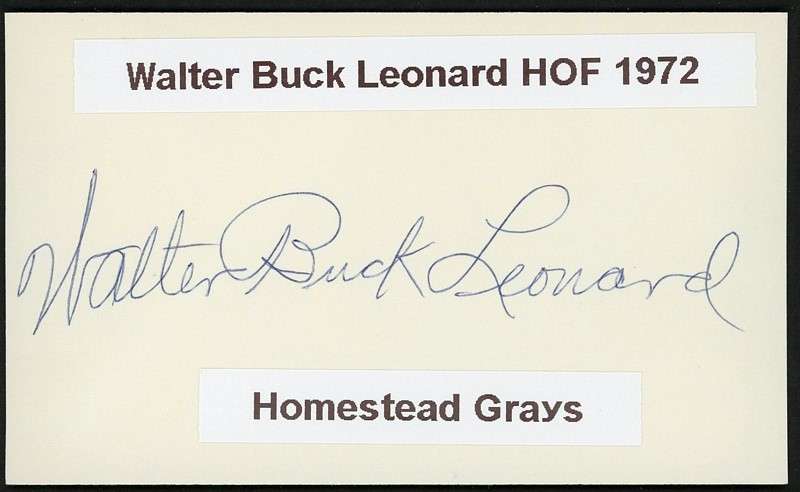 Walter Buck Leonard HOF 1972
Walter Buck Leonard
Homestead Grays